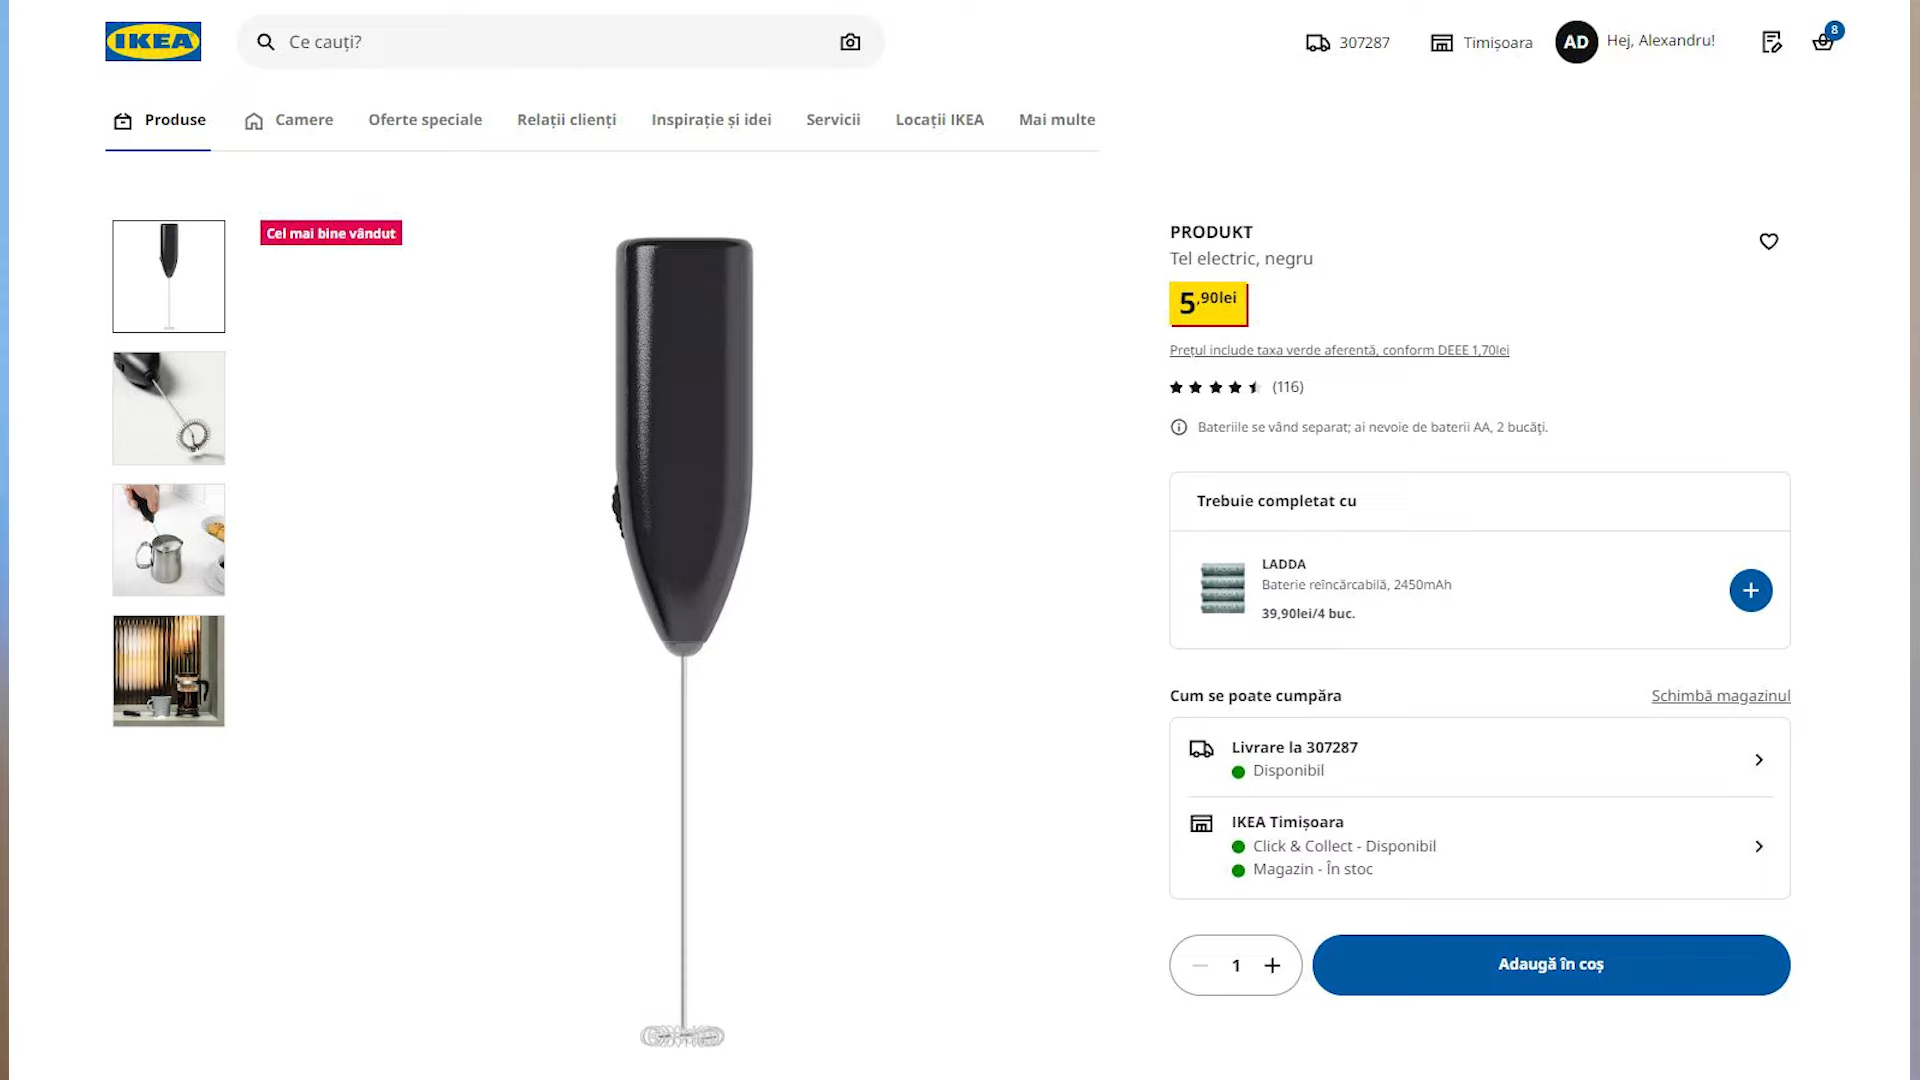 IKEA
Ce cauți?
307287
Timișoara
AD
Hej, Alexandru!
8
Produse
Camere
Oferte speciale
Relații clienți
Inspirație și idei
Servicii
Locații IKEA
Mai multe
Cel mai bine vândut
PRODUKT
Tel electric, negru
5,90lei
Prețul include taxa verde aferentă, conform DEEE 1,70lei
(116)
Bateriile se vând separat; ai nevoie de baterii AA, 2 bucăți.
Trebuie completat cu
LADDA
Baterie reîncărcabilă, 2450mAh
39,90lei/4 buc.
Cum se poate cumpăra
Schimbă magazinul
Livrare la 307287
Disponibil
IKEA Timișoara
Click & Collect - Disponibil
Magazin - În stoc
1
Adaugă în coș